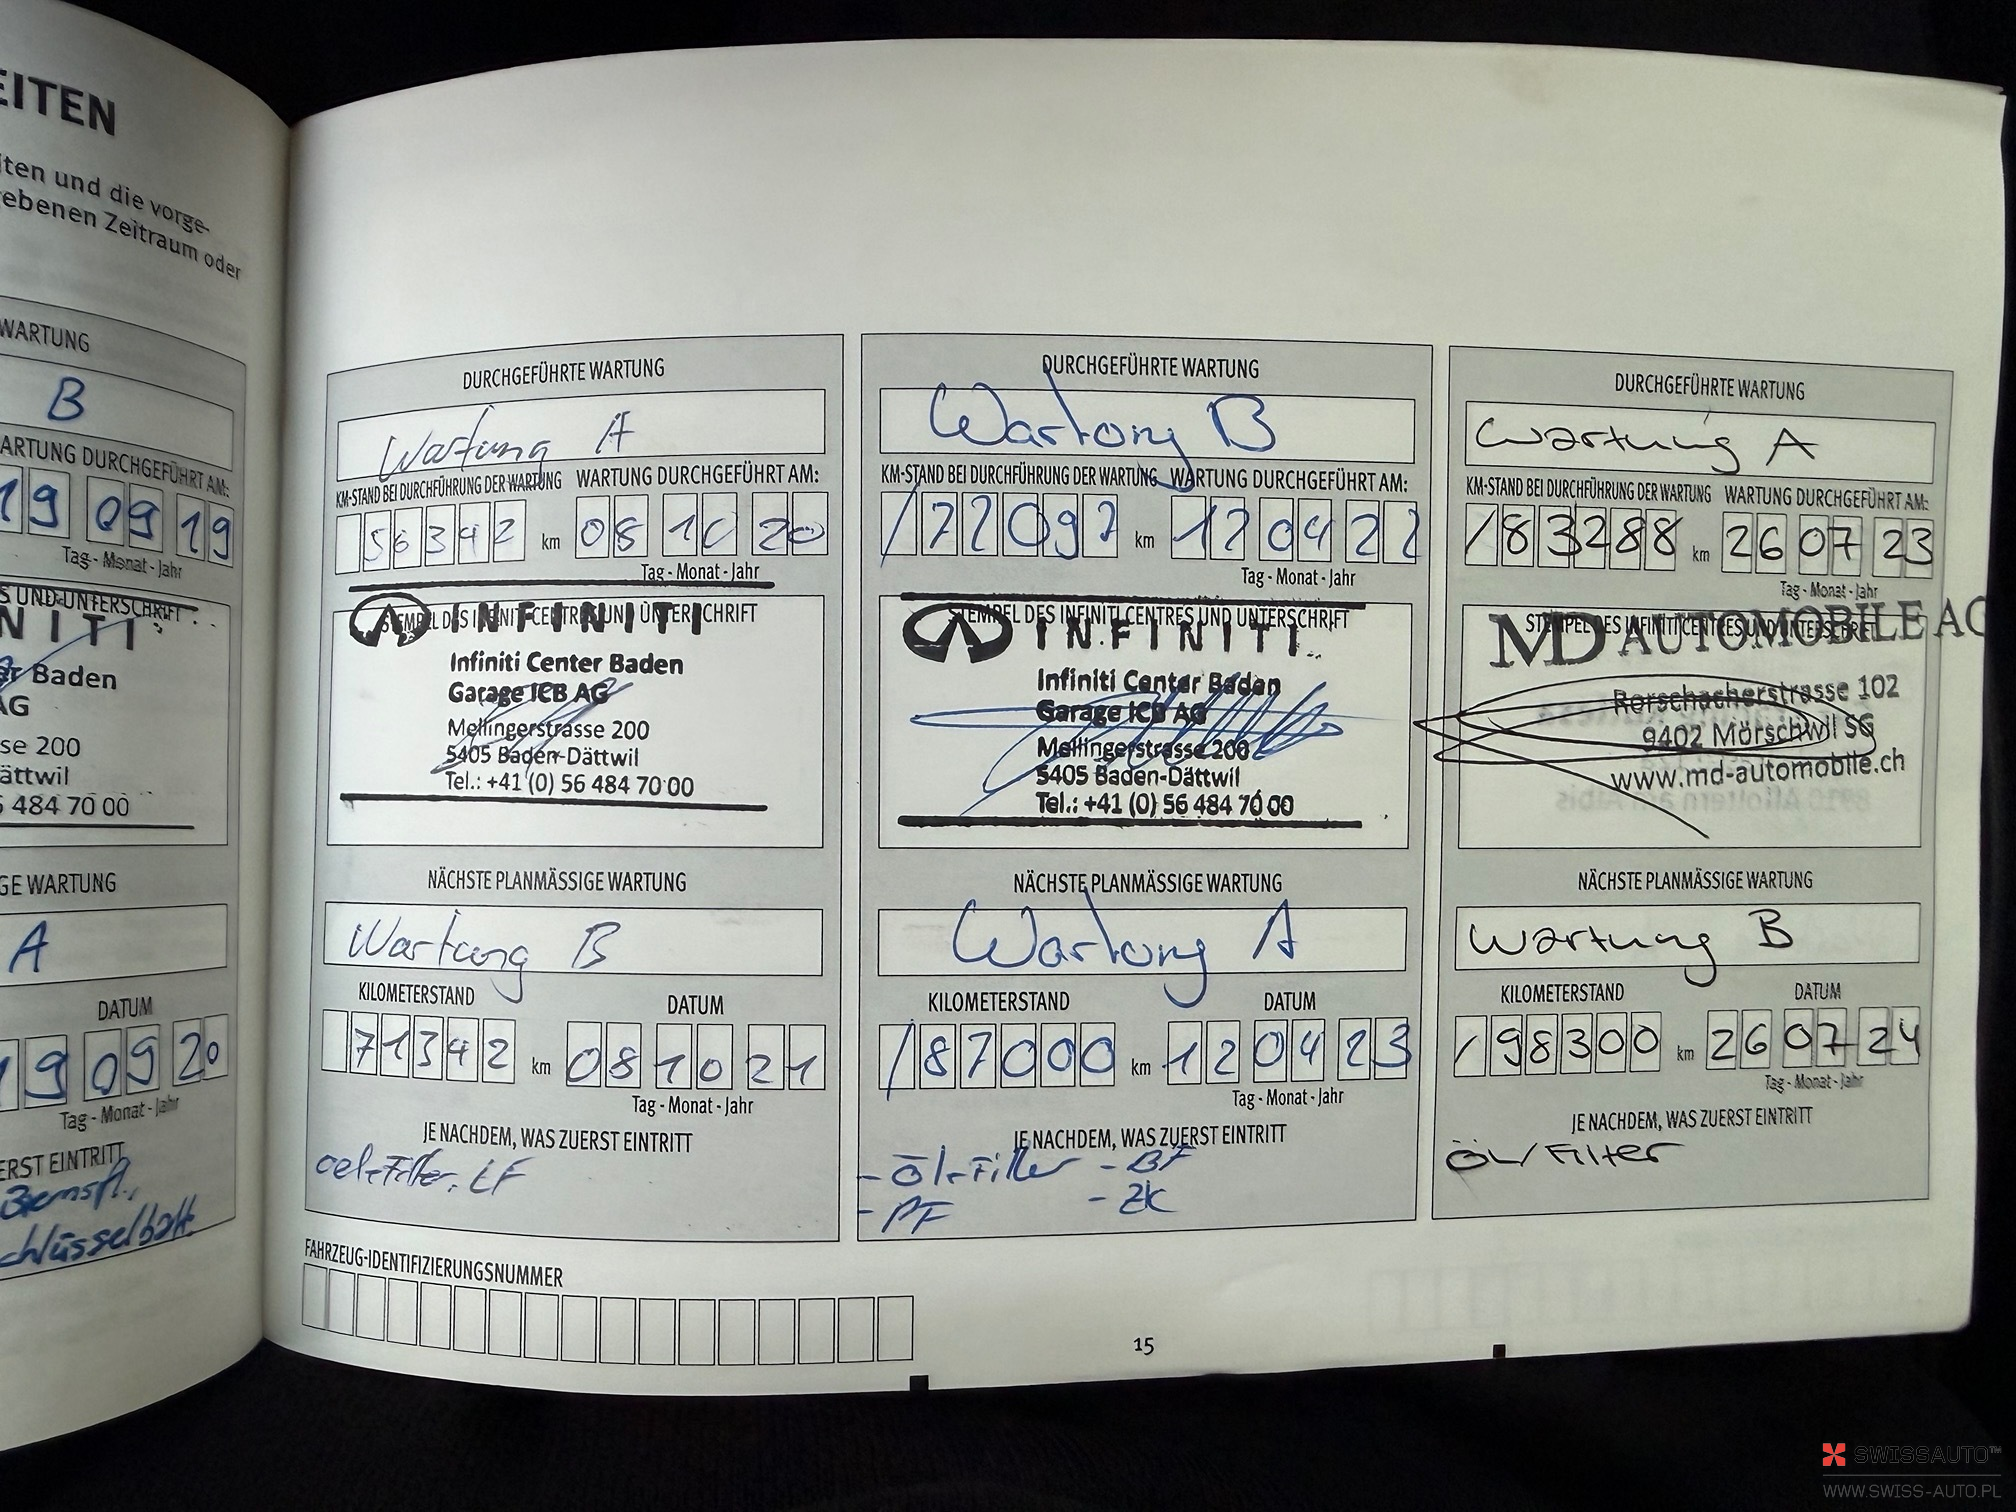 EITEN
iten und die vorge-
ebenen Zeitraum oder
WARTUNG
B
ARTUNG DURCHGEFÜHRT AM:
19 09 19
Tag - Monat - Jahr
S UND UNTERSCHRIFT
NITI
er Baden
AG
sse 200
ättwil
6 484 70 00
GE WARTUNG
A
DATUM
19 09 20
Tag - Monat - Jahr
ERST EINTRITT
Bremsfl.,
chlüsselbatt.
DURCHGEFÜHRTE WARTUNG
Wartung A
KM-STAND BEI DURCHFÜHRUNG DER WARTUNG WARTUNG DURCHGEFÜHRT AM:
56342 km 08 10 20
Tag - Monat - Jahr
STEMPEL DES INFINITI CENTRES UND UNTERSCHRIFT
INFINITI
Infiniti Center Baden
Garage ICB AG
Mellingerstrasse 200
5405 Baden-Dättwil
Tel.: +41 (0) 56 484 70 00
NÄCHSTE PLANMÄSSIGE WARTUNG
Wartung B
KILOMETERSTAND DATUM
71342 km 08 10 21
Tag - Monat - Jahr
JE NACHDEM, WAS ZUERST EINTRITT
oel+Filter. LF
DURCHGEFÜHRTE WARTUNG
Wartung B
KM-STAND BEI DURCHFÜHRUNG DER WARTUNG WARTUNG DURCHGEFÜHRT AM:
/72097 km 12 04 22
Tag - Monat - Jahr
STEMPEL DES INFINITI CENTRES UND UNTERSCHRIFT
INFINITI
Infiniti Center Baden
Garage ICB AG
Mellingerstrasse 200
5405 Baden-Dättwil
Tel.: +41 (0) 56 484 70 00
NÄCHSTE PLANMÄSSIGE WARTUNG
Wartung A
KILOMETERSTAND DATUM
/87000 km 12 04 23
Tag - Monat - Jahr
JE NACHDEM, WAS ZUERST EINTRITT
- Öl+Filter - BF
- PF - ZK
DURCHGEFÜHRTE WARTUNG
Wartung A
KM-STAND BEI DURCHFÜHRUNG DER WARTUNG WARTUNG DURCHGEFÜHRT AM:
/83288 km 26 07 23
Tag - Monat - Jahr
STEMPEL DES INFINITI CENTRES UND UNTERSCHRIFT
MD AUTOMOBILE AG
Rorschacherstrasse 102
9402 Mörschwil SG
www.md-automobile.ch
NÄCHSTE PLANMÄSSIGE WARTUNG
Wartung B
KILOMETERSTAND DATUM
/98300 km 26 07 24
Tag - Monat - Jahr
JE NACHDEM, WAS ZUERST EINTRITT
Öl/Filter
FAHRZEUG-IDENTIFIZIERUNGSNUMMER
15
SWISSAUTO™
WWW.SWISS-AUTO.PL